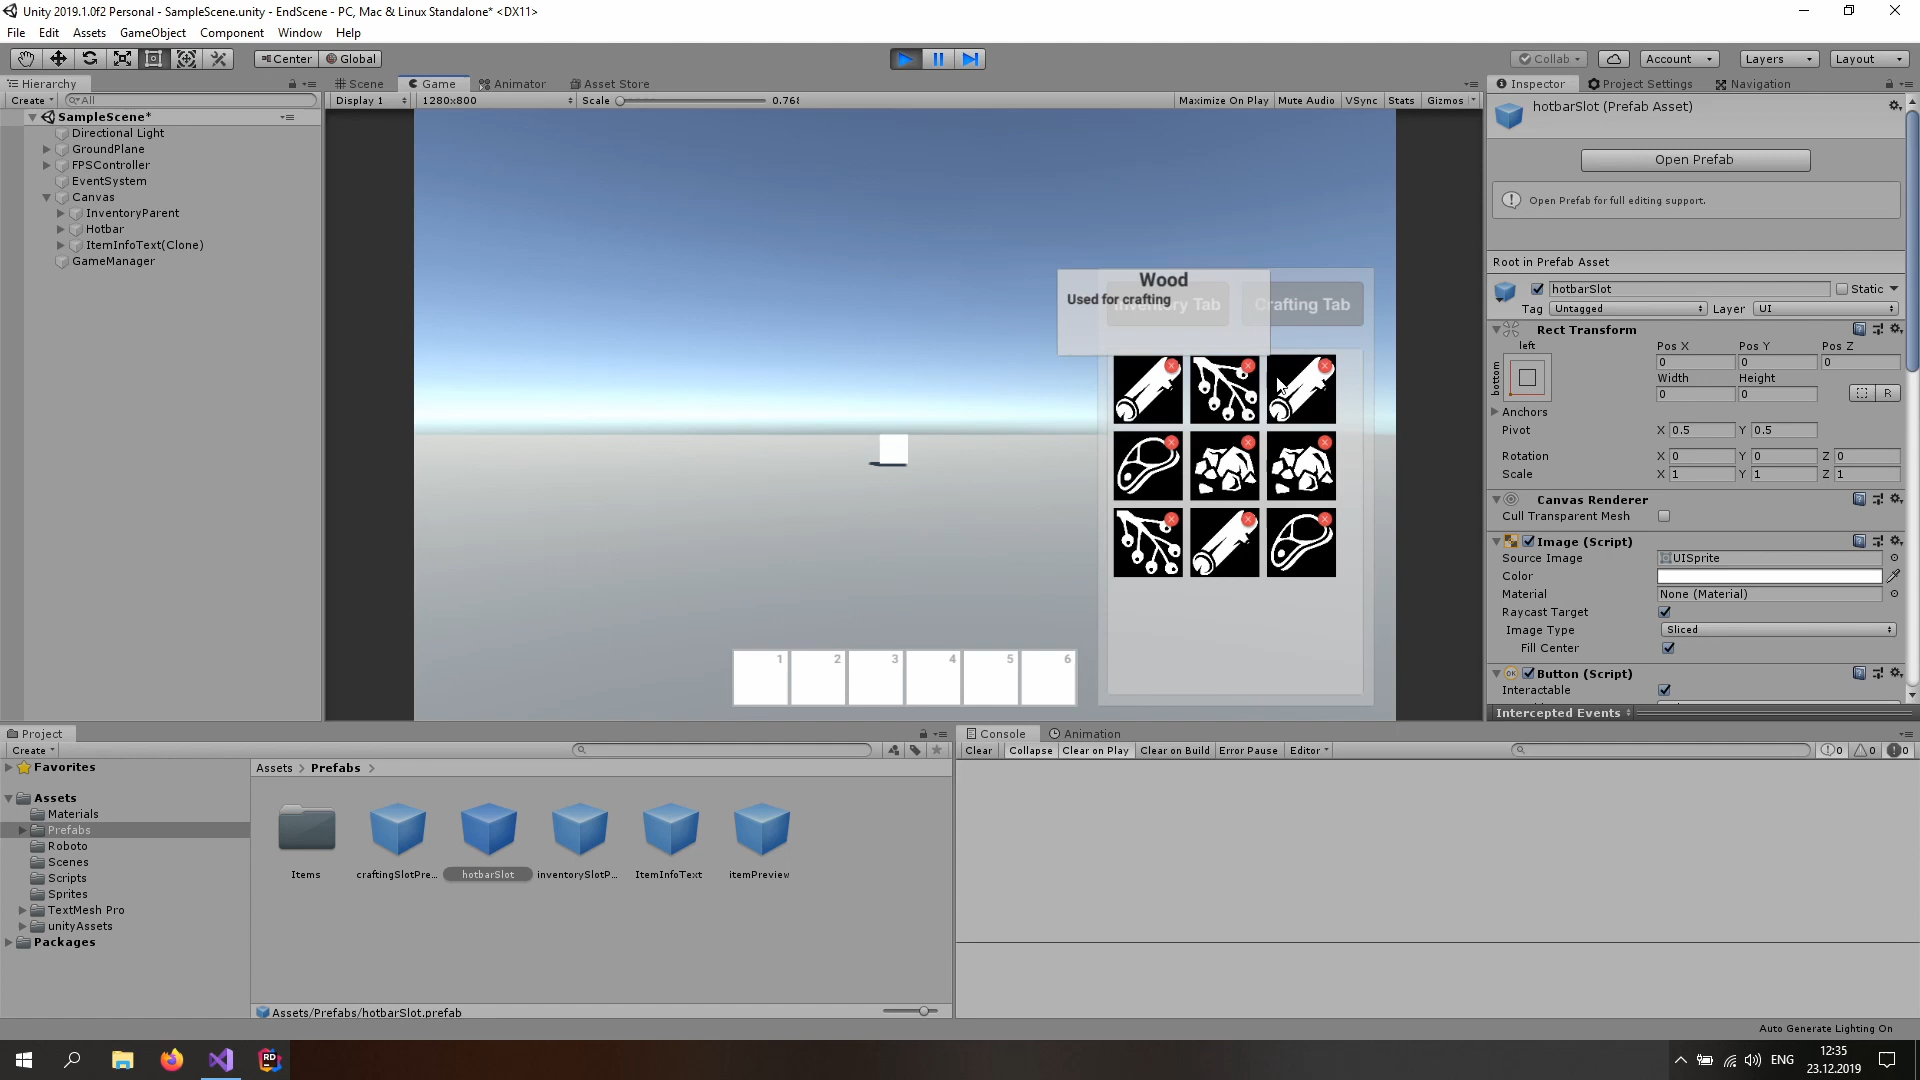 Unity 2019.1.0f2 Personal - SampleScene.unity - EndScene - PC, Mac & Linux Standalone* <DX11>
File Edit Assets GameObject Component Window Help
Center Global
Collab Account Layers Layout
Hierarchy
Create All
SampleScene*
Directional Light
GroundPlane
FPSController
EventSystem
Canvas
InventoryParent
Hotbar
ItemInfoText(Clone)
GameManager
Scene Game Animator Asset Store
Display 1 1280x800 Scale 0.768 Maximize On Play Mute Audio VSync Stats Gizmos
Wood
Used for crafting
Crafting Tab
1 2 3 4 5 6
Inspector Project Settings Navigation
hotbarSlot (Prefab Asset)
Open Prefab
Open Prefab for full editing support.
Root in Prefab Asset
hotbarSlot Static
Tag Untagged Layer UI
Rect Transform
left
bottom
Pos X Pos Y Pos Z
0 0 0
Width Height
0 0
R
Anchors
Pivot X 0.5 Y 0.5
Rotation X 0 Y 0 Z 0
Scale X 1 Y 1 Z 1
Canvas Renderer
Cull Transparent Mesh
Image (Script)
Source Image UISprite
Color
Material None (Material)
Raycast Target
Image Type Sliced
Fill Center
Button (Script)
Interactable
Intercepted Events
Project
Create
Favorites
Assets
Materials
Prefabs
Roboto
Scenes
Scripts
Sprites
TextMesh Pro
unityAssets
Packages
Assets > Prefabs >
Items craftingSlotPre... hotbarSlot inventorySlotP... ItemInfoText itemPreview
Assets/Prefabs/hotbarSlot.prefab
Console Animation
Clear Collapse Clear on Play Clear on Build Error Pause Editor 0 0 0
Auto Generate Lighting On
ENG
12:35
23.12.2019